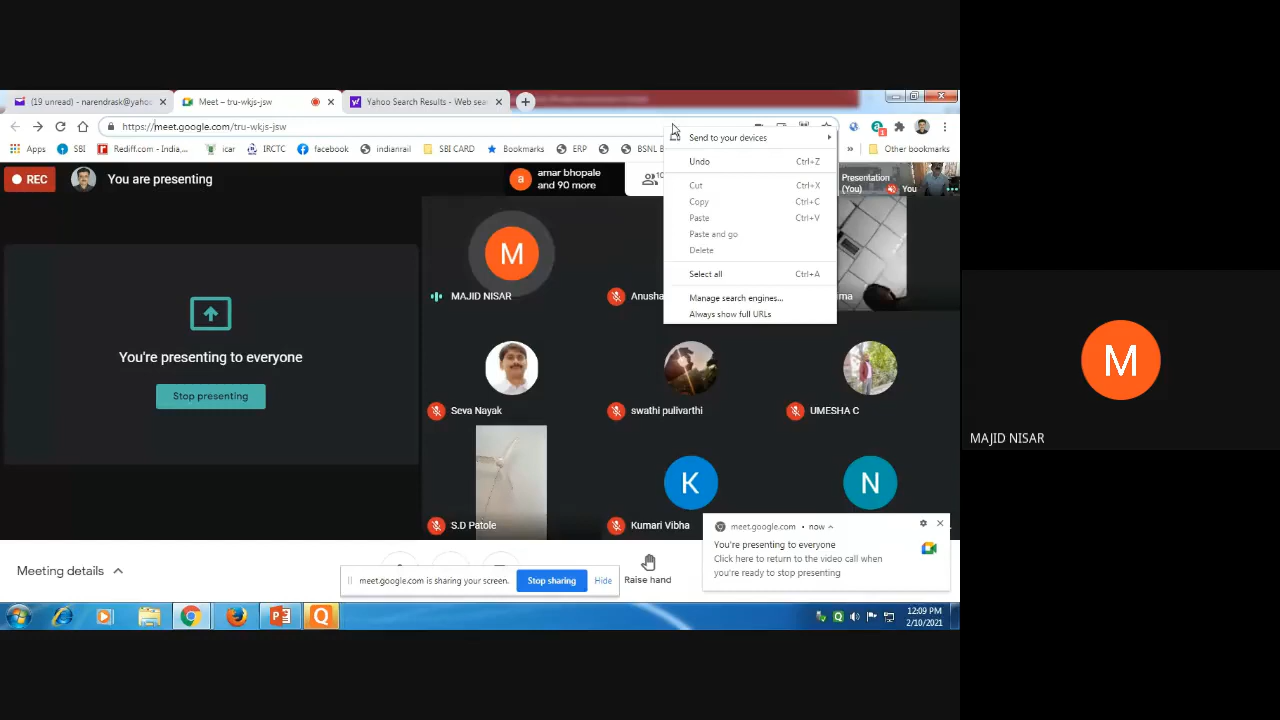 (19 unread) - narendrask@yaho
Meet – tru-wkjs-jsw
Yahoo Search Results - Web sea
https://meet.google.com/tru-wkjs-jsw
Apps
SBI
Rediff.com - India,...
icar
IRCTC
facebook
indianrail
SBI CARD
Bookmarks
ERP
BSNL B
Other bookmarks
Send to your devices
Undo Ctrl+Z
Cut Ctrl+X
Copy Ctrl+C
Paste Ctrl+V
Paste and go
Delete
Select all Ctrl+A
Manage search engines...
Always show full URLs
REC
You are presenting
a
amar bhopale
and 90 more
10
Presentation
(You)
You
You're presenting to everyone
Stop presenting
M
MAJID NISAR
Anusha
ma
Seva Nayak
swathi pulivarthi
UMESHA C
S.D Patole
K
Kumari Vibha
N
M
MAJID NISAR
meet.google.com • now
You're presenting to everyone
Click here to return to the video call when
you're ready to stop presenting
Meeting details
meet.google.com is sharing your screen.
Stop sharing
Hide
Raise hand
12:09 PM
2/10/2021